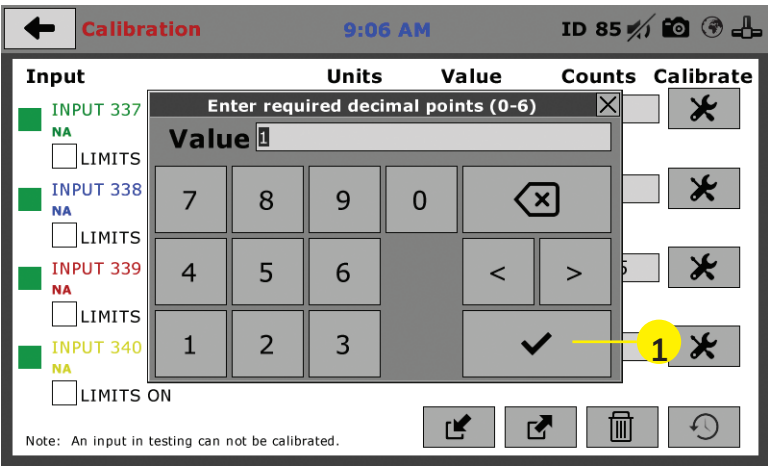 Calibration 9:06 AM ID 85
Input Units Value Counts Calibrate
INPUT 337
NA
LIMITS
Enter required decimal points (0-6)
Value 1
7 8 9 0
4 5 6 < >
1 2 3
INPUT 338
NA
LIMITS
INPUT 339
NA
LIMITS
INPUT 340
NA
LIMITS ON
1
Note: An input in testing can not be calibrated.